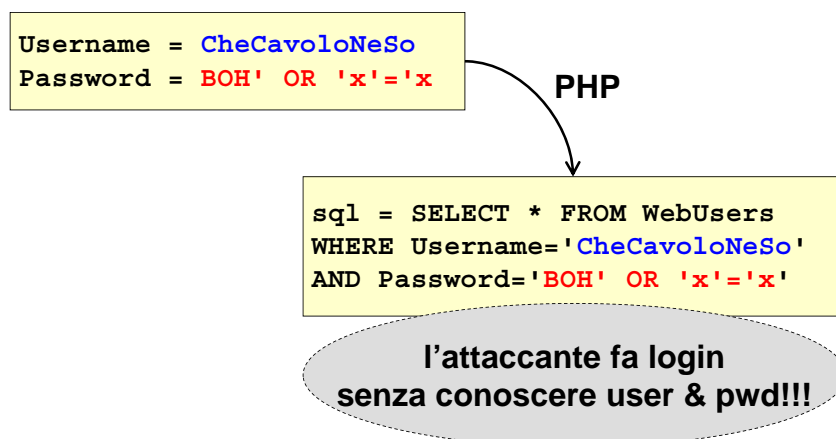 Username = CheCavoloNeSo
Password = BOH' OR 'x'='x
PHP
sql = SELECT * FROM WebUsers
WHERE Username='CheCavoloNeSo'
AND Password='BOH' OR 'x'='x'
l’attaccante fa login
senza conoscere user & pwd!!!